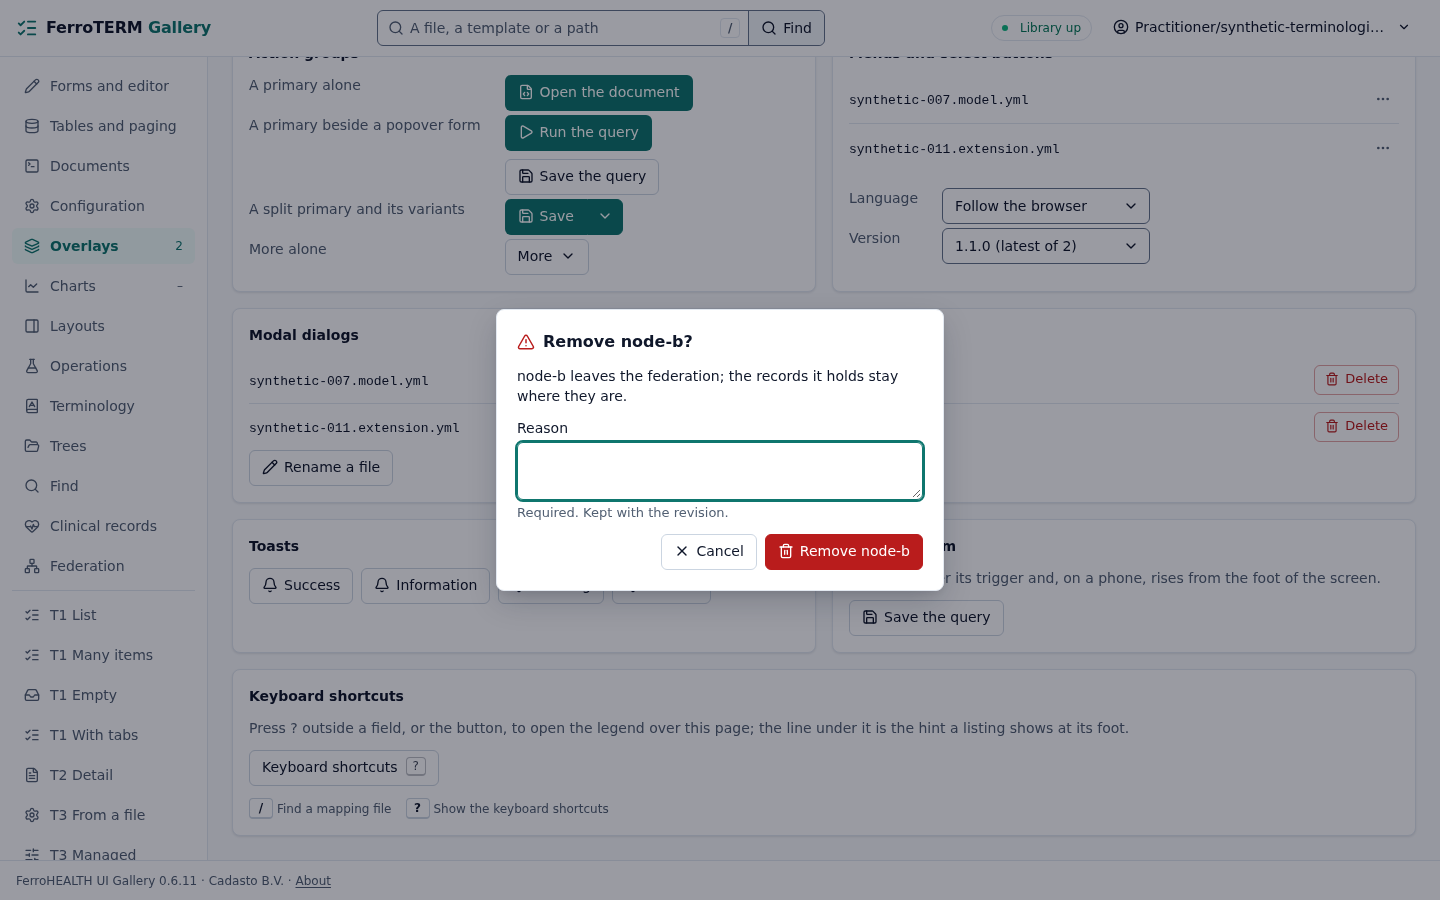 FerroTERM Gallery
A file, a template or a path
/
Find
Library up
Practitioner/synthetic-terminologi…
Forms and editor
Tables and paging
Documents
Configuration
Overlays 2
Charts –
Layouts
Operations
Terminology
Trees
Find
Clinical records
Federation
T1 List
T1 Many items
T1 Empty
T1 With tabs
T2 Detail
T3 From a file
T3 Managed
A primary alone
Open the document
A primary beside a popover form
Run the query
Save the query
A split primary and its variants
Save
More alone
More
synthetic-007.model.yml
synthetic-011.extension.yml
Language
Follow the browser
Version
1.1.0 (latest of 2)
Modal dialogs
synthetic-007.model.yml
Delete
synthetic-011.extension.yml
Delete
Rename a file
Remove node-b?
node-b leaves the federation; the records it holds stay
where they are.
Reason
Required. Kept with the revision.
Cancel
Remove node-b
Toasts
Success
Information
its trigger and, on a phone, rises from the foot of the screen.
Save the query
Keyboard shortcuts
Press ? outside a field, or the button, to open the legend over this page; the line under it is the hint a listing shows at its foot.
Keyboard shortcuts ?
/ Find a mapping file ? Show the keyboard shortcuts
FerroHEALTH UI Gallery 0.6.11 · Cadasto B.V. · About